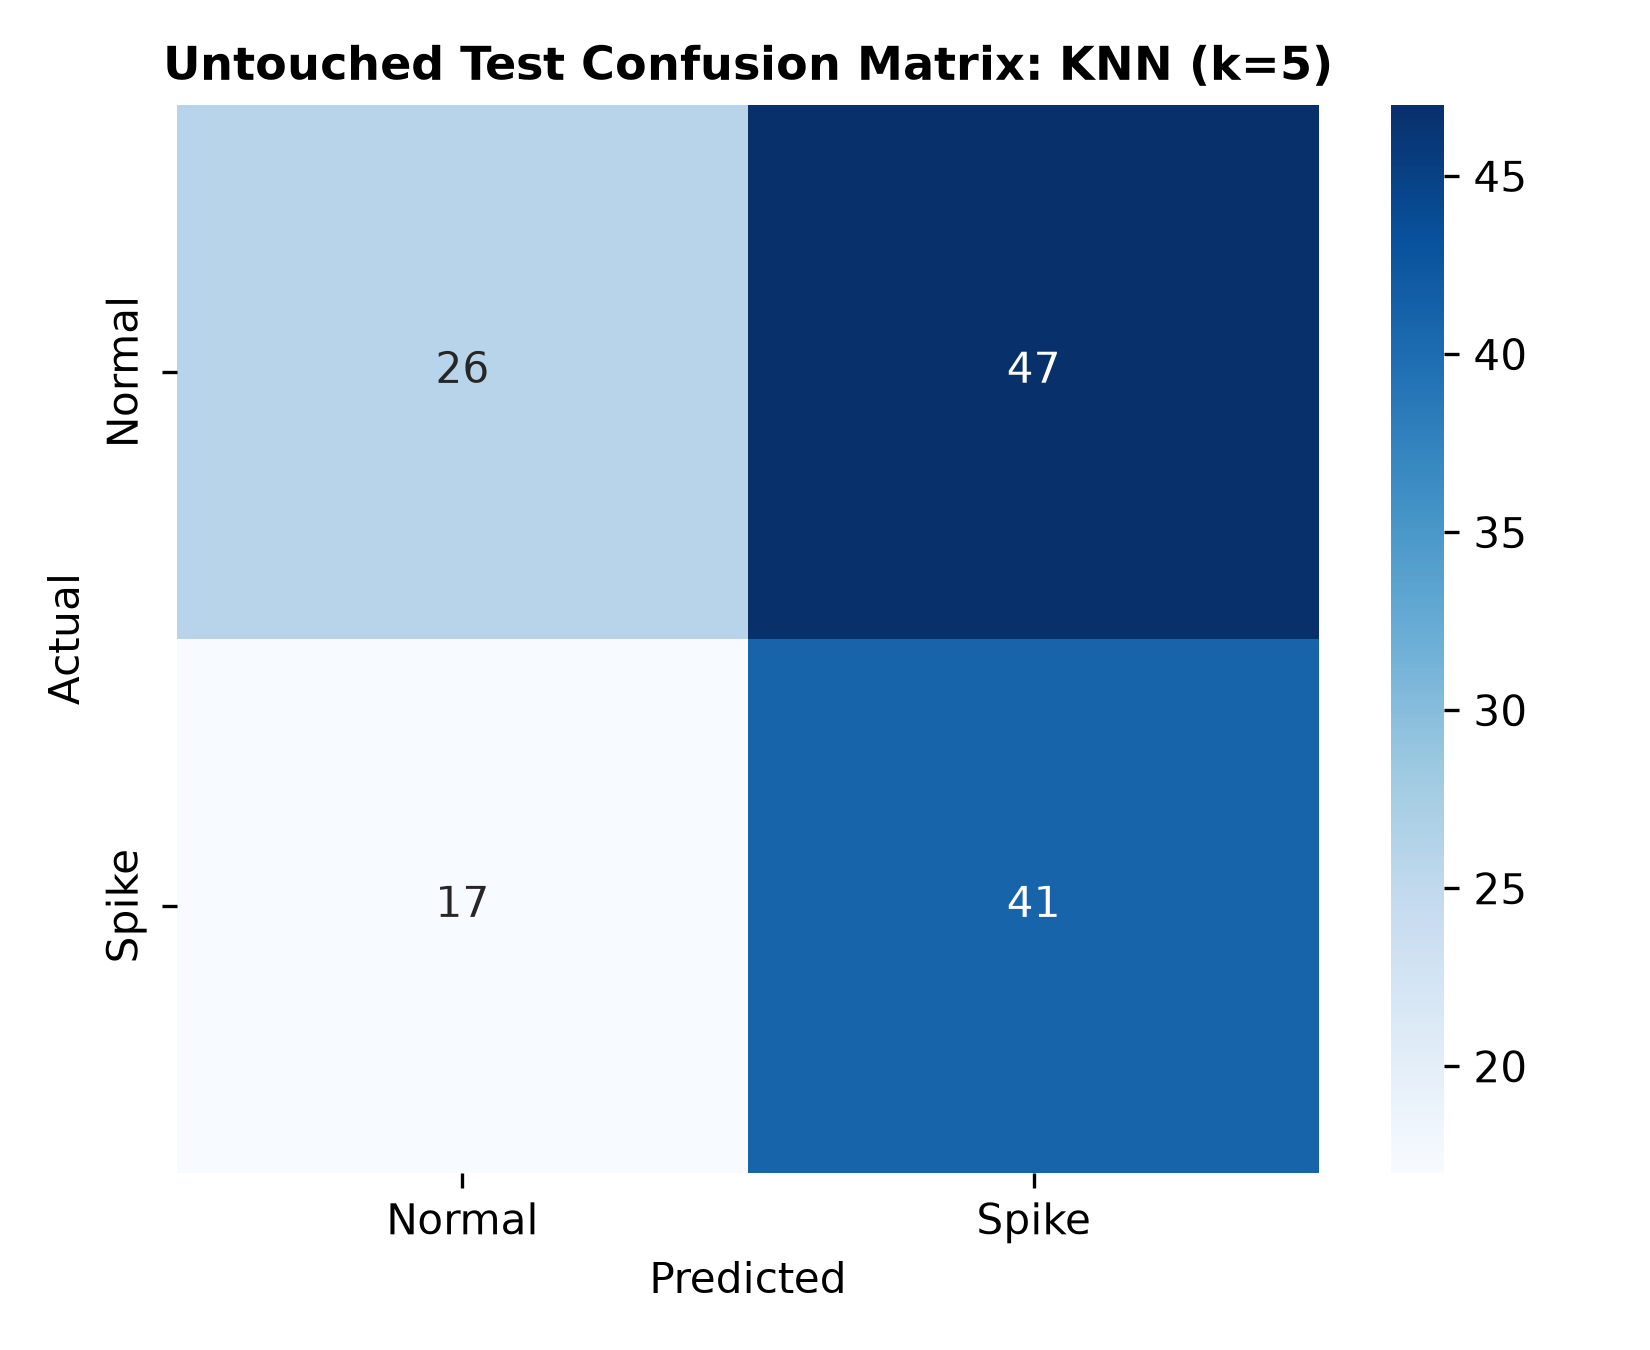 Untouched Test Confusion Matrix: KNN (k=5)
Actual
Normal
Spike
26
47
17
41
Normal
Spike
Predicted
45
40
35
30
25
20